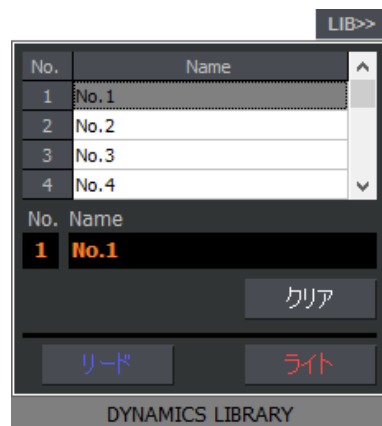 LIB>>
No. Name
1 No.1
2 No.2
3 No.3
4 No.4
No. Name
1 No.1
クリア
リード ライト
DYNAMICS LIBRARY